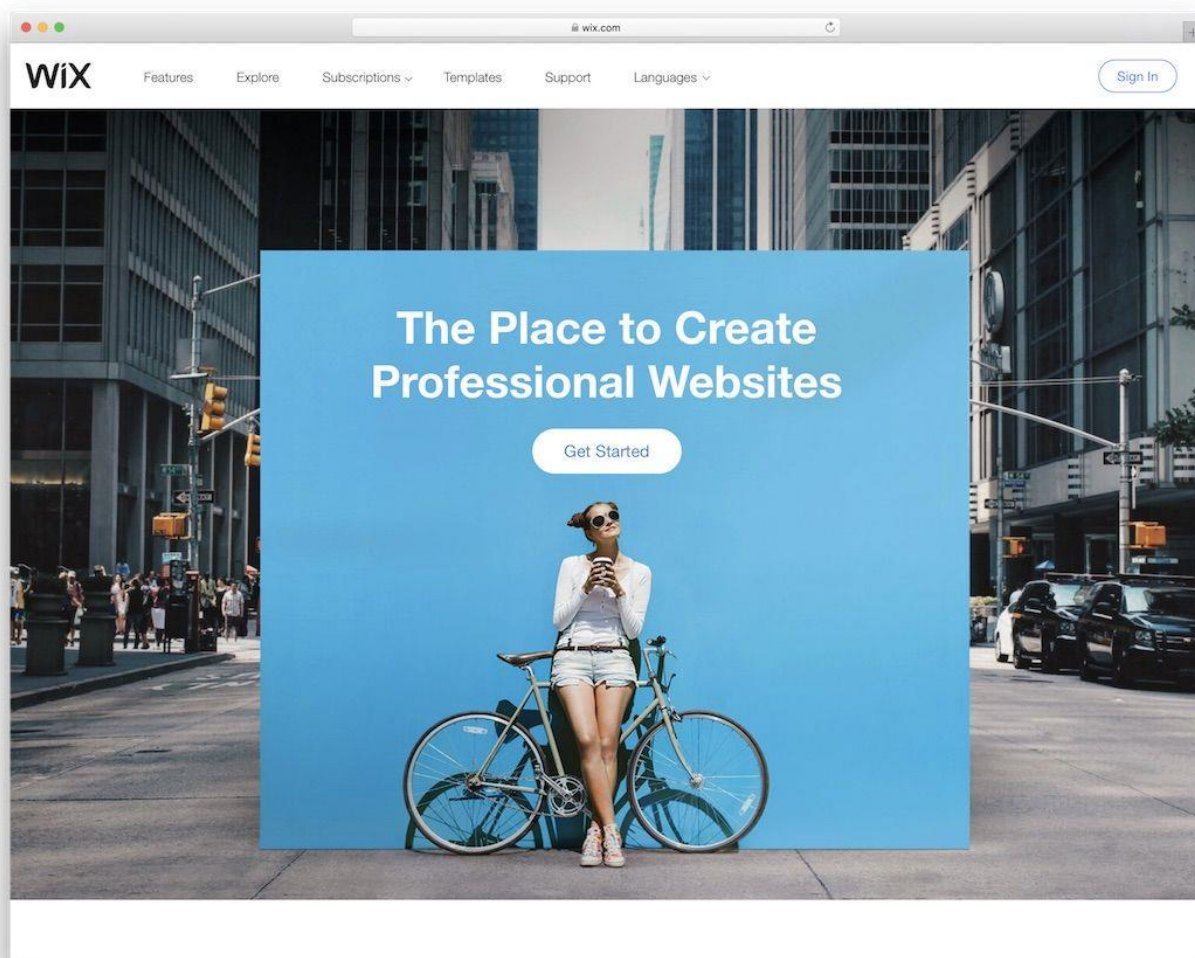 wix.com
WiX
Features Explore Subscriptions Templates Support Languages
Sign In
The Place to Create
Professional Websites
Get Started